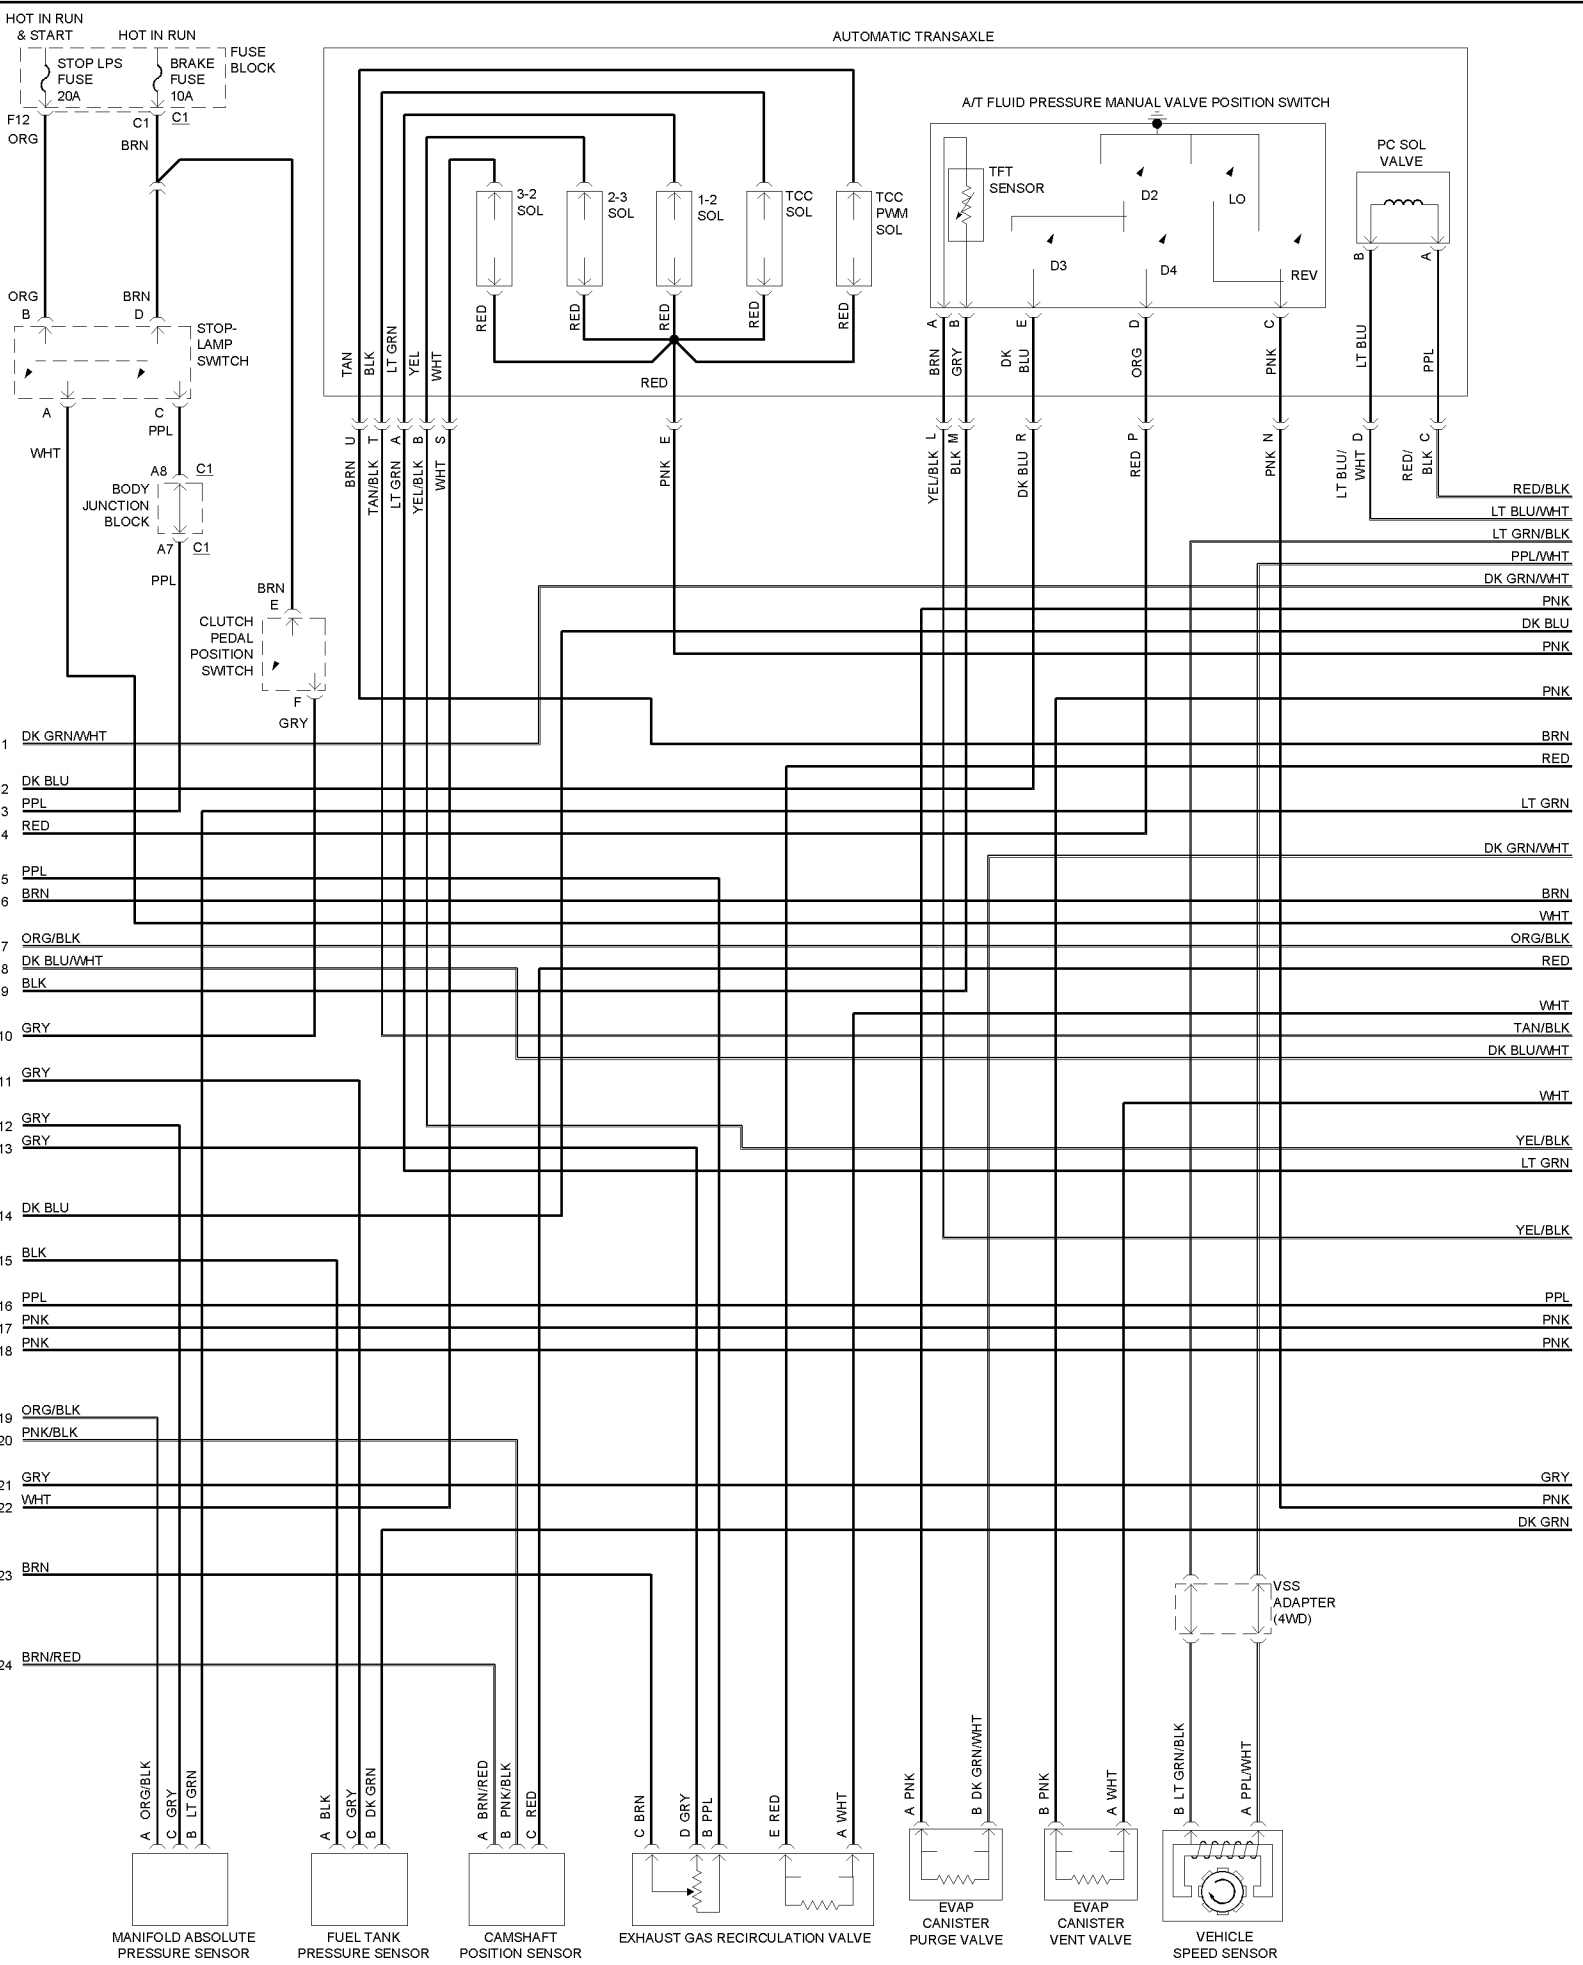 HOT IN RUN
& START
HOT IN RUN
STOP LPS
FUSE
20A
BRAKE
FUSE
10A
FUSE
BLOCK
F12
ORG
C1
C1
BRN
ORG
B
BRN
D
STOP-
LAMP
SWITCH
A
C
PPL
WHT
A8
C1
BODY
JUNCTION
BLOCK
A7
C1
PPL
BRN
E
CLUTCH
PEDAL
POSITION
SWITCH
F
GRY
AUTOMATIC TRANSAXLE
3-2
SOL
2-3
SOL
1-2
SOL
TCC
SOL
TCC
PWM
SOL
RED
RED
RED
RED
RED
RED
TAN
BLK
LT GRN
YEL
WHT
U
T
A
B
S
E
BRN
TAN/BLK
LT GRN
YEL/BLK
WHT
PNK
A/T FLUID PRESSURE MANUAL VALVE POSITION SWITCH
TFT
SENSOR
D2
LO
D3
D4
REV
A
B
E
D
C
BRN
GRY
DK
BLU
ORG
PNK
L
M
R
P
N
YEL/BLK
BLK
DK BLU
RED
PNK
PC SOL
VALVE
B
A
LT BLU
PPL
D
C
LT BLU/
WHT
RED/
BLK
RED/BLK
LT BLU/WHT
LT GRN/BLK
PPL/WHT
DK GRN/WHT
PNK
DK BLU
PNK
PNK
BRN
RED
LT GRN
DK GRN/WHT
BRN
WHT
ORG/BLK
RED
WHT
TAN/BLK
DK BLU/WHT
WHT
YEL/BLK
LT GRN
YEL/BLK
PPL
PNK
PNK
GRY
PNK
DK GRN
1 DK GRN/WHT
2 DK BLU
3 PPL
4 RED
5 PPL
6 BRN
7 ORG/BLK
8 DK BLU/WHT
9 BLK
10 GRY
11 GRY
12 GRY
13 GRY
14 DK BLU
15 BLK
16 PPL
17 PNK
18 PNK
19 ORG/BLK
20 PNK/BLK
21 GRY
22 WHT
23 BRN
24 BRN/RED
VSS
ADAPTER
(4WD)
A ORG/BLK
C GRY
B LT GRN
A BLK
C GRY
B DK GRN
A BRN/RED
B PNK/BLK
C RED
C BRN
D GRY
B PPL
E RED
A WHT
A PNK
B DK GRN/WHT
B PNK
A WHT
B LT GRN/BLK
A PPL/WHT
MANIFOLD ABSOLUTE
PRESSURE SENSOR
FUEL TANK
PRESSURE SENSOR
CAMSHAFT
POSITION SENSOR
EXHAUST GAS RECIRCULATION VALVE
EVAP
CANISTER
PURGE VALVE
EVAP
CANISTER
VENT VALVE
VEHICLE
SPEED SENSOR